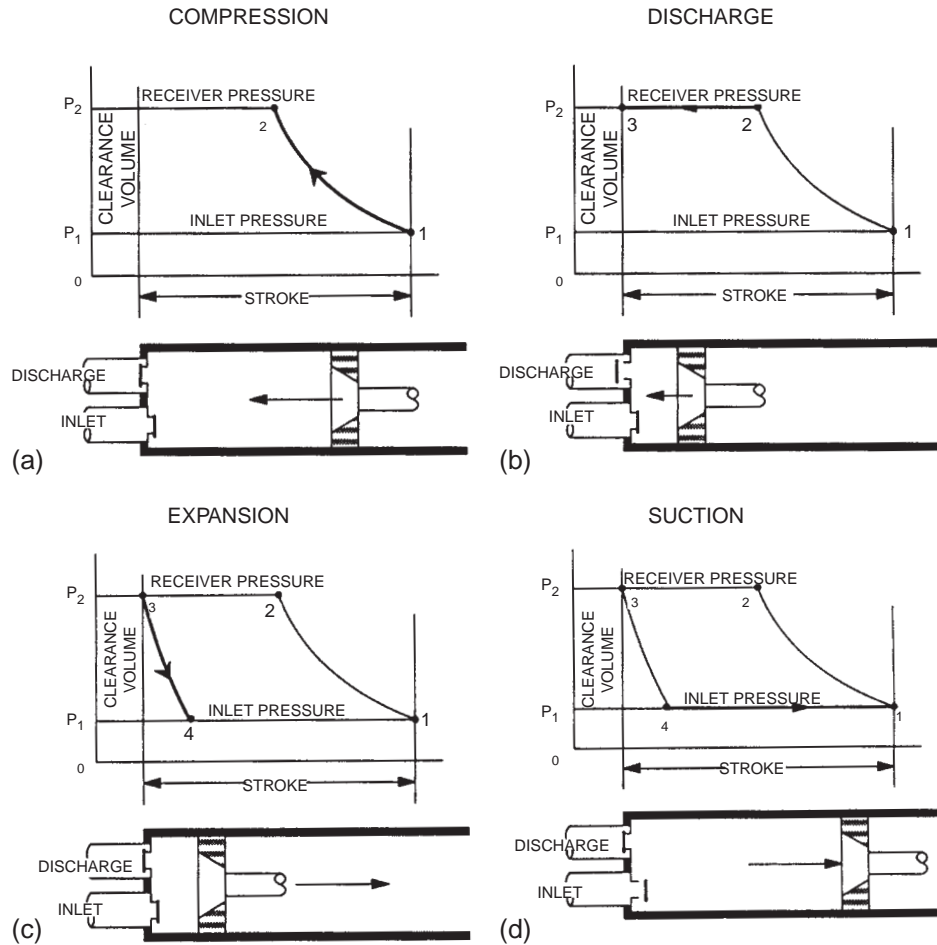 COMPRESSION
P2
RECEIVER PRESSURE
2
CLEARANCE
VOLUME
INLET PRESSURE
P1
1
0
STROKE
DISCHARGE
INLET
(a)
DISCHARGE
P2
RECEIVER PRESSURE
3
2
CLEARANCE
VOLUME
INLET PRESSURE
P1
1
0
STROKE
DISCHARGE
INLET
(b)
EXPANSION
P2
RECEIVER PRESSURE
3
2
CLEARANCE
VOLUME
INLET PRESSURE
P1
4
1
0
STROKE
DISCHARGE
INLET
(c)
SUCTION
P2
RECEIVER PRESSURE
3
2
CLEARANCE
VOLUME
INLET PRESSURE
P1
4
1
0
STROKE
DISCHARGE
INLET
(d)